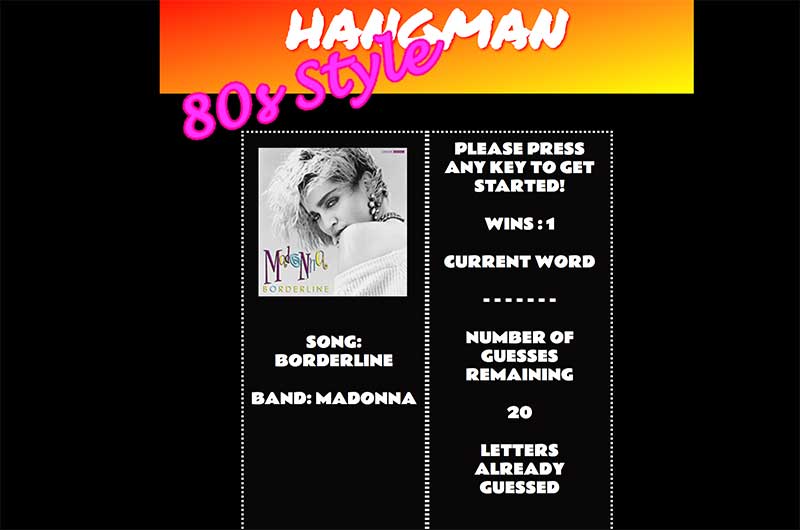 HANGMAN
80s Style
MadoNna
BORDERLINE
SONG:
BORDERLINE
BAND: MADONNA
PLEASE PRESS
ANY KEY TO GET
STARTED!
WINS : 1
CURRENT WORD
- - - - - - -
NUMBER OF
GUESSES
REMAINING
20
LETTERS
ALREADY
GUESSED